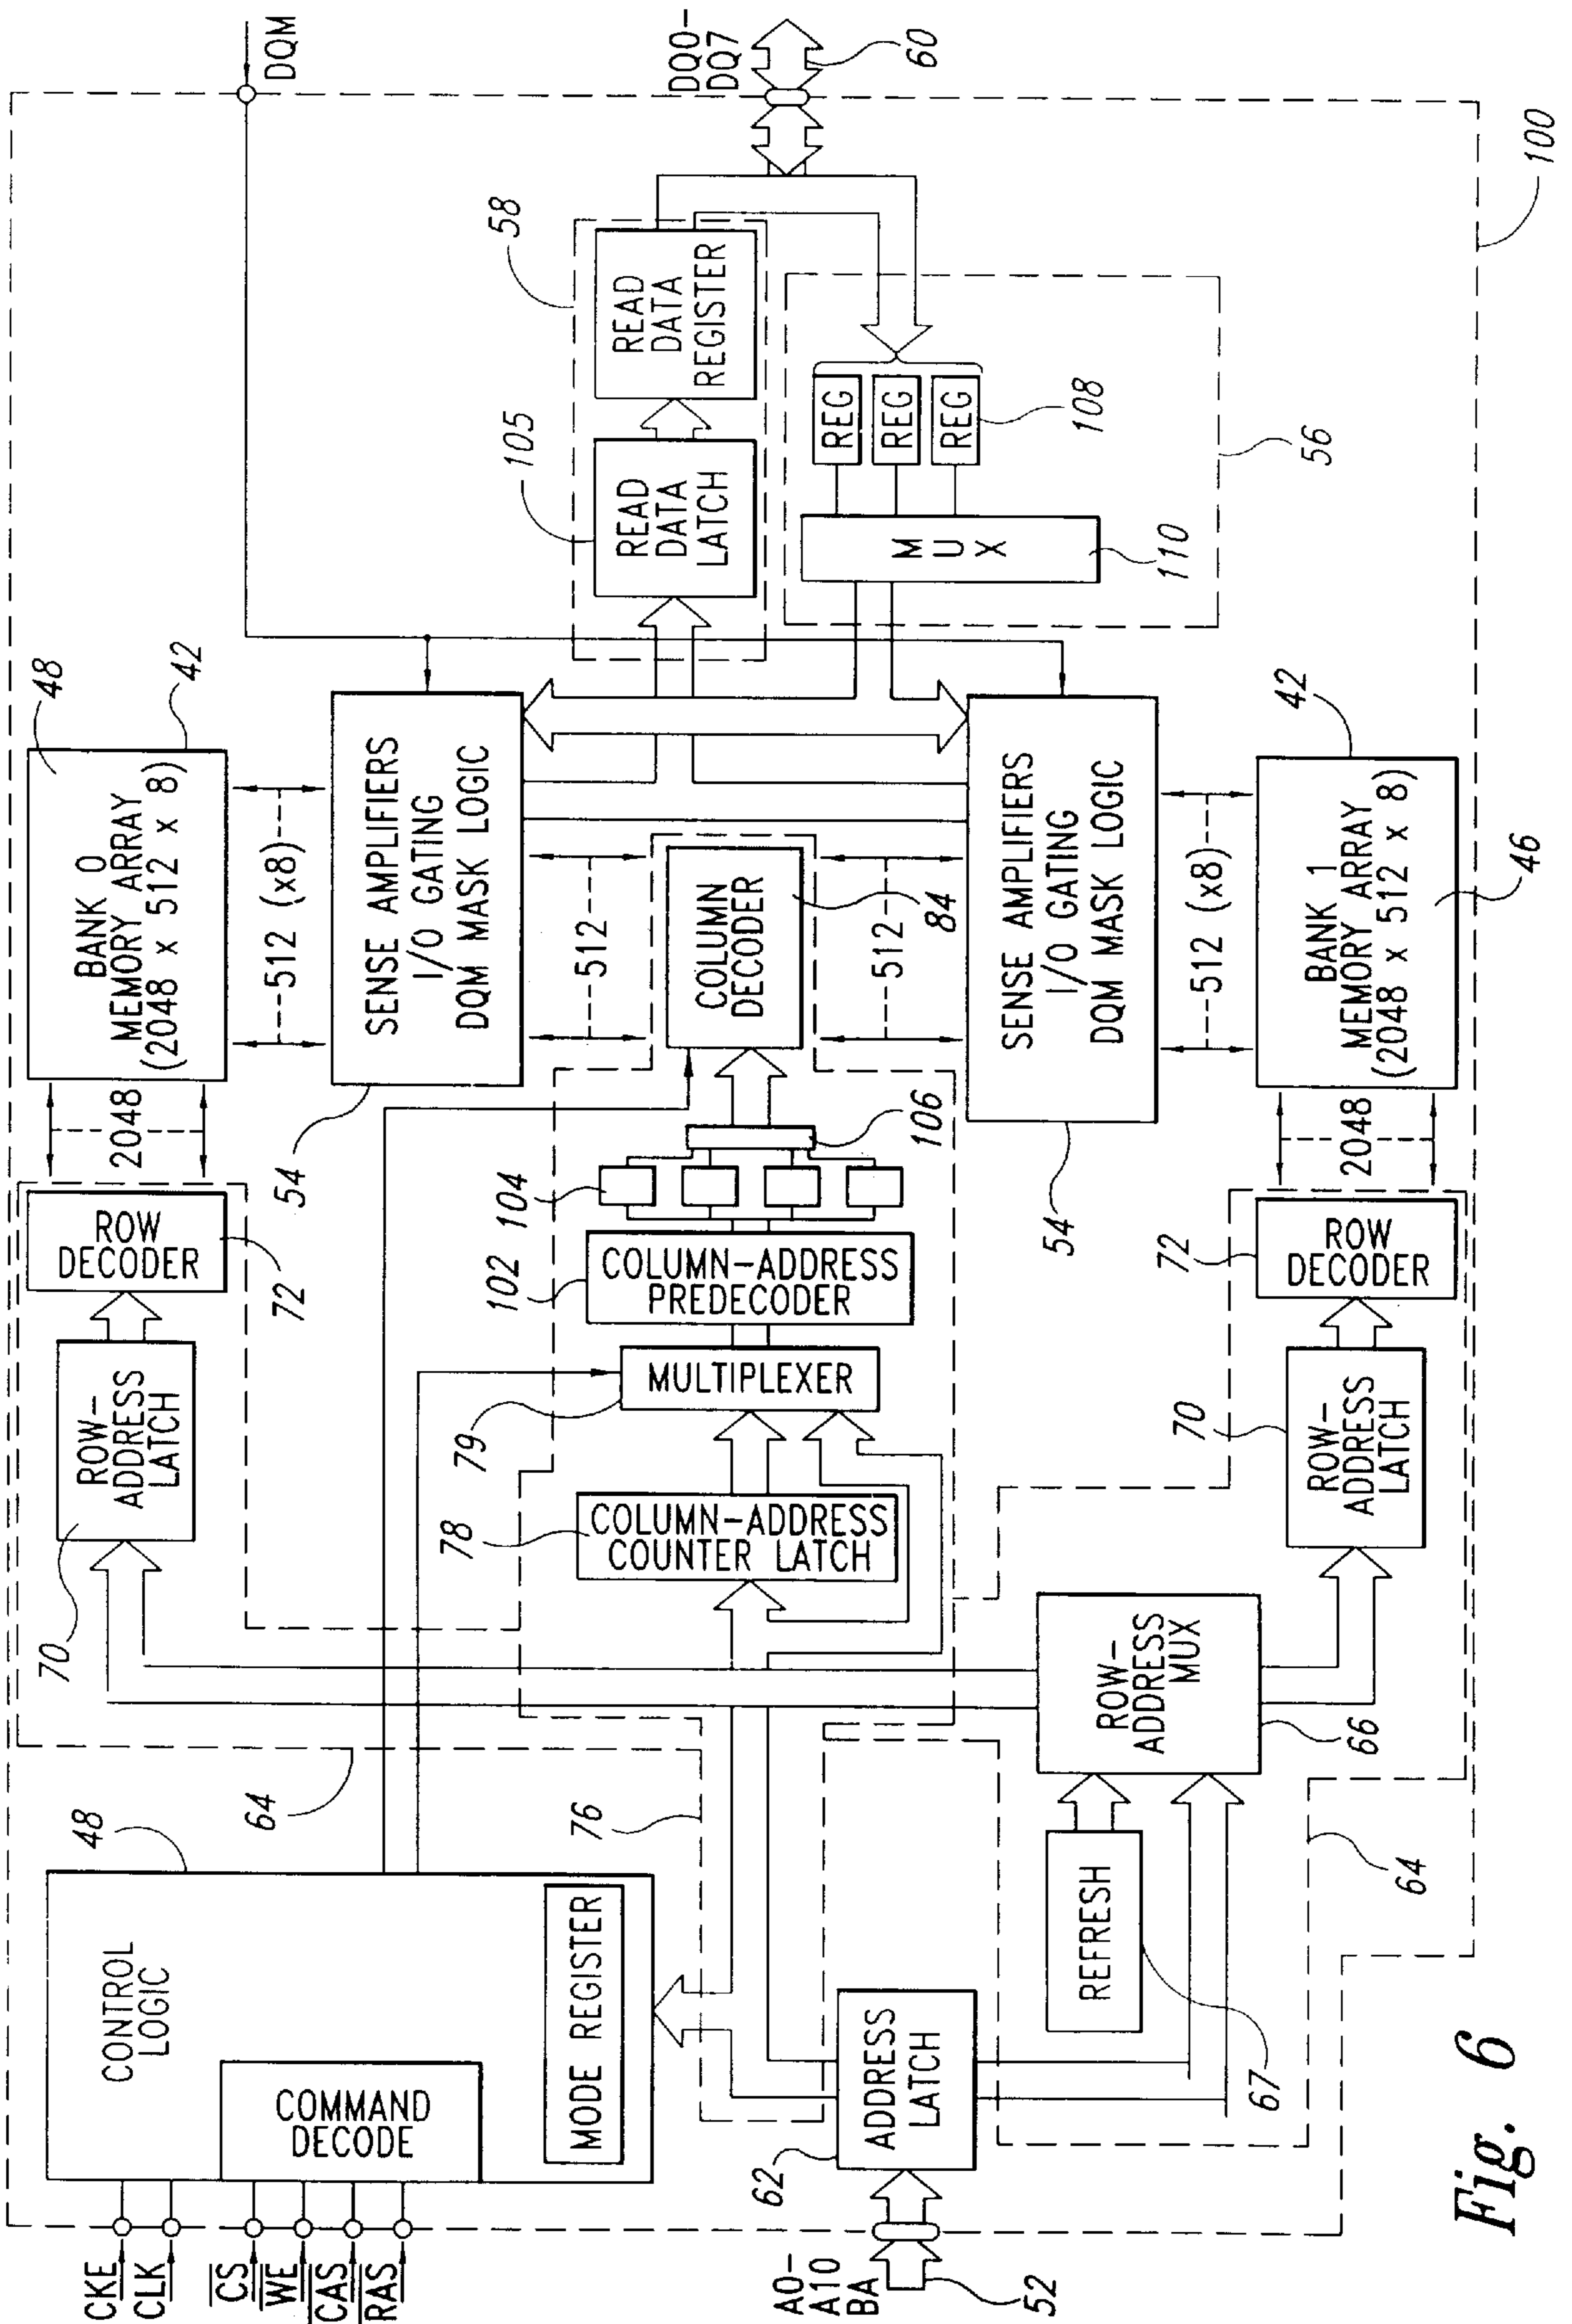 CKE
CLK
CS
WE
CAS
RAS
CONTROL
LOGIC
48
COMMAND
DECODE
MODE REGISTER
A0-
A10
BA
52
62
ADDRESS
LATCH
64
76
REFRESH
67
64
ROW-
ADDRESS
MUX
66
70
ROW-
ADDRESS
LATCH
ROW
DECODER
72
2048
BANK 0
MEMORY ARRAY
(2048 x 512 x 8)
48
42
512 (x8)
54
SENSE AMPLIFIERS
I/O GATING
DQM MASK LOGIC
512
78
COLUMN-ADDRESS
COUNTER LATCH
79
MULTIPLEXER
102
COLUMN-ADDRESS
PREDECODER
104
106
COLUMN
DECODER
84
512
SENSE AMPLIFIERS
I/O GATING
DQM MASK LOGIC
54
512 (x8)
70
ROW-
ADDRESS
LATCH
72
ROW
DECODER
2048
BANK 1
MEMORY ARRAY
(2048 x 512 x 8)
42
46
105
READ
DATA
LATCH
58
READ
DATA
REGISTER
MUX
110
REG
REG
REG
108
56
DQM
DQ0-
DQ7
60
100
Fig. 6